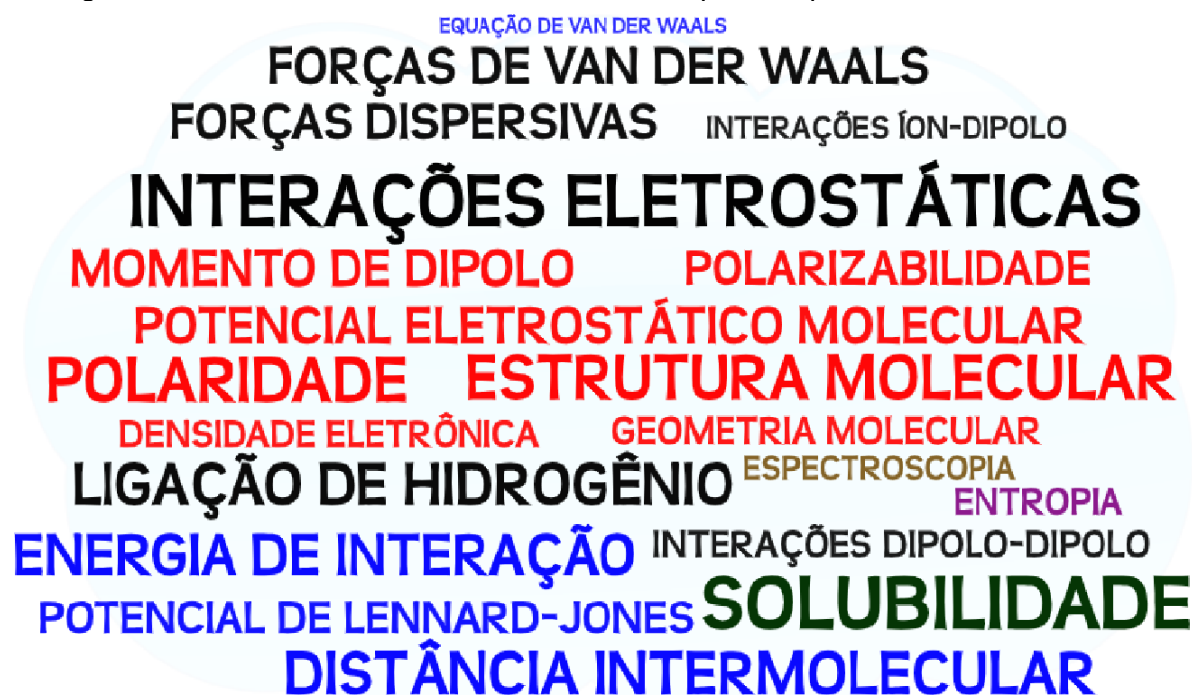 EQUAÇÃO DE VAN DER WAALS
FORÇAS DE VAN DER WAALS
FORÇAS DISPERSIVAS INTERAÇÕES ÍON-DIPOLO
INTERAÇÕES ELETROSTÁTICAS
MOMENTO DE DIPOLO POLARIZABILIDADE
POTENCIAL ELETROSTÁTICO MOLECULAR
POLARIDADE ESTRUTURA MOLECULAR
DENSIDADE ELETRÔNICA GEOMETRIA MOLECULAR
LIGAÇÃO DE HIDROGÊNIO ESPECTROSCOPIA
ENTROPIA
ENERGIA DE INTERAÇÃO INTERAÇÕES DIPOLO-DIPOLO
POTENCIAL DE LENNARD-JONES SOLUBILIDADE
DISTÂNCIA INTERMOLECULAR